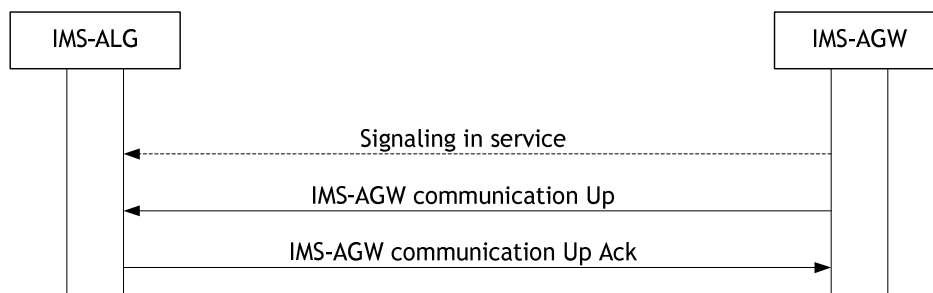 IMS-ALG
IMS-AGW
Signaling in service
IMS-AGW communication Up
IMS-AGW communication Up Ack